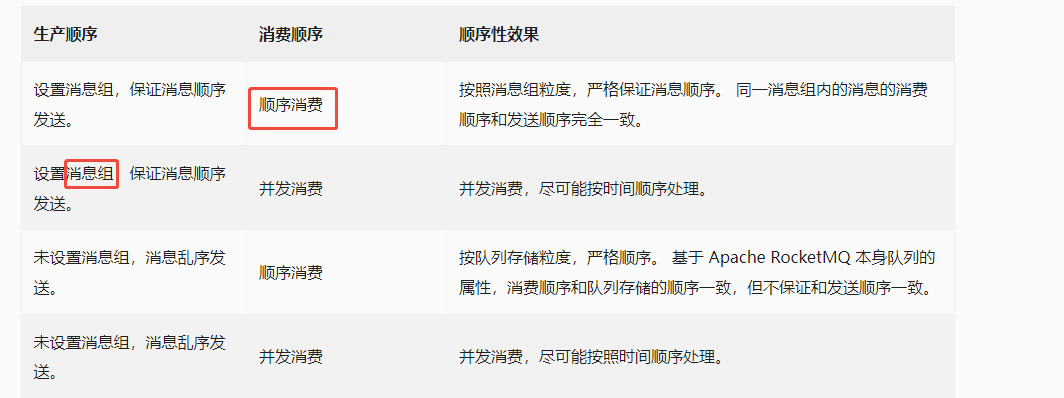 生产顺序 消费顺序 顺序性效果
设置消息组，保证消息顺序
发送。
顺序消费
按照消息组粒度，严格保证消息顺序。 同一消息组内的消息的消费
顺序和发送顺序完全一致。
设置消息组 保证消息顺序
发送。
并发消费
并发消费，尽可能按时间顺序处理。
未设置消息组，消息乱序发
送。
顺序消费
按队列存储粒度，严格顺序。 基于 Apache RocketMQ 本身队列的
属性，消费顺序和队列存储的顺序一致，但不保证和发送顺序一致。
未设置消息组，消息乱序发
送。
并发消费
并发消费，尽可能按照时间顺序处理。